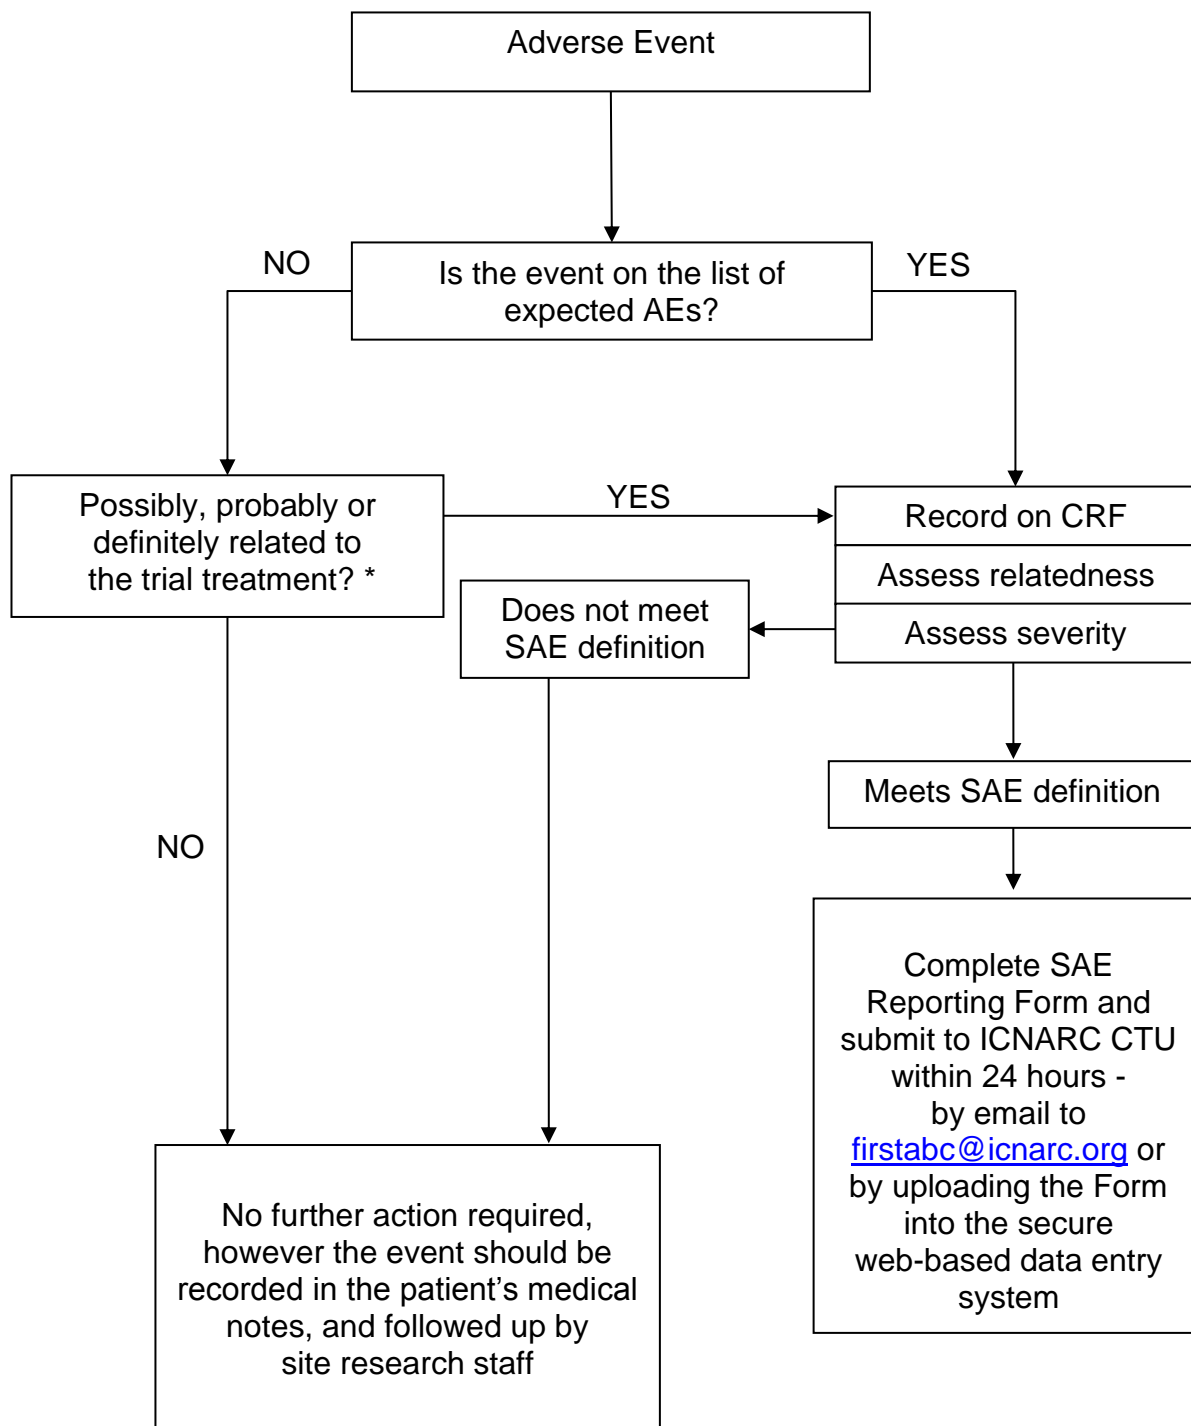 Adverse Event
NO
YES
Is the event on the list of
expected AEs?
Possibly, probably or
definitely related to
the trial treatment? *
YES
Record on CRF
Assess relatedness
Assess severity
Does not meet
SAE definition
Meets SAE definition
NO
Complete SAE
Reporting Form and
submit to ICNARC CTU
within 24 hours -
by email to
firstabc@icnarc.org or
by uploading the Form
into the secure
web-based data entry
system
No further action required,
however the event should be
recorded in the patient’s medical
notes, and followed up by
site research staff